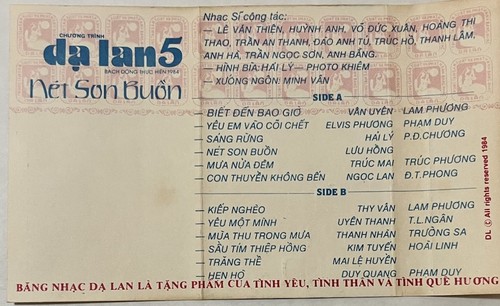 CHƯƠNG TRÌNH
dạ lan 5
BẠCH ĐÔNG THỰC HIỆN 1984
Nét Son Buồn
Nhạc Sĩ cộng tác:
— LÊ VĂN THIỆN, HUỲNH ANH, VÕ ĐỨC XUÂN, HOÀNG THI
THAO, TRẦN AN THANH, ĐÀO ANH TỦ, TRÚC HỒ, THANH LÂM,
ANH HÀ, TRẦN NGỌC SƠN, ANH BẰNG.
— HÌNH BÌA: HẢI LÝ — PHOTO KHIÊM
— XƯỚNG NGÔN: MINH VÂN
SIDE A
BIẾT ĐẾN BAO GIỜ VÂN UYÊN LAM PHƯƠNG
YÊU EM VÀO CÕI CHẾT ELVIS PHƯƠNG PHẠM DUY
SÁNG RỪNG HẢI LÝ P.Đ.CHƯƠNG
NÉT SON BUỒN LƯU HỒNG
MƯA NỬA ĐÊM TRÚC MAI TRÚC PHƯƠNG
CON THUYỀN KHÔNG BẾN NGỌC LAN Đ.T.PHONG
SIDE B
KIẾP NGHÈO THY VÂN LAM PHƯƠNG
YÊU MỘT MÌNH UYÊN THANH T.L.NGÂN
MƯA THU TRONG MƯA THANH NHÀN TRƯỜNG SA
SẦU TÍM THIỆP HỒNG KIM TUYẾN HOÀI LINH
TRĂNG THỀ MAI LỆ HUYỀN
HẸN HÒ DUY QUANG PHẠM DUY
DL © All rights reserved 1984
BĂNG NHẠC DẠ LAN LÀ TẶNG PHẨM CỦA TÌNH YÊU, TÌNH THÂN VÀ TÌNH QUÊ HƯƠNG